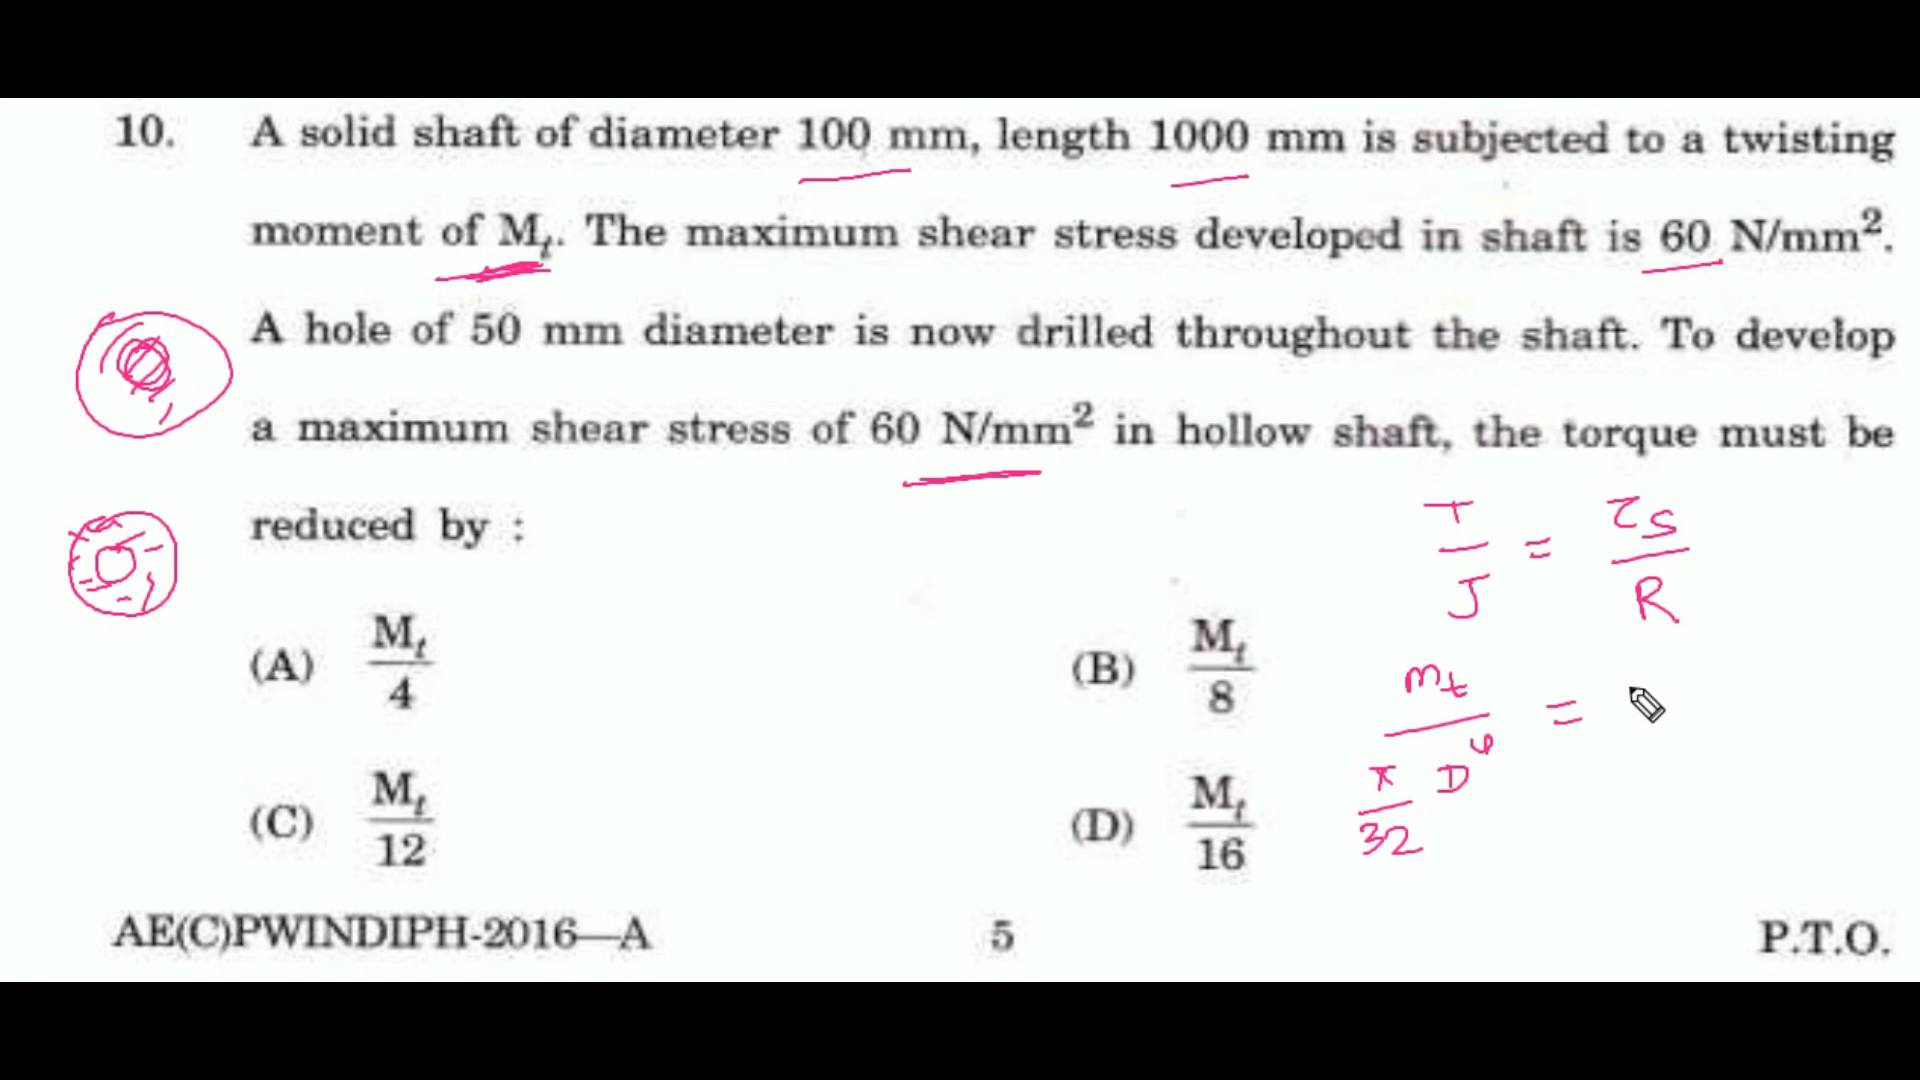 10. A solid shaft of diameter 100 mm, length 1000 mm is subjected to a twisting
moment of Mₜ. The maximum shear stress developed in shaft is 60 N/mm².
A hole of 50 mm diameter is now drilled throughout the shaft. To develop
a maximum shear stress of 60 N/mm² in hollow shaft, the torque must be
reduced by :
T/J = τs/R
(A) Mₜ/4 (B) Mₜ/8
mt/(π/32 D⁴) =
(C) Mₜ/12 (D) Mₜ/16
AE(C)PWINDIPH-2016—A 5 P.T.O.